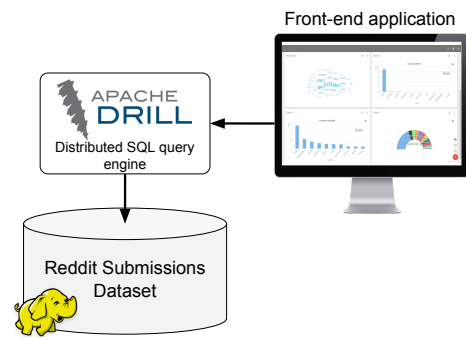 Front-end application
APACHE
DRILL
Distributed SQL query
engine
Reddit Submissions
Dataset